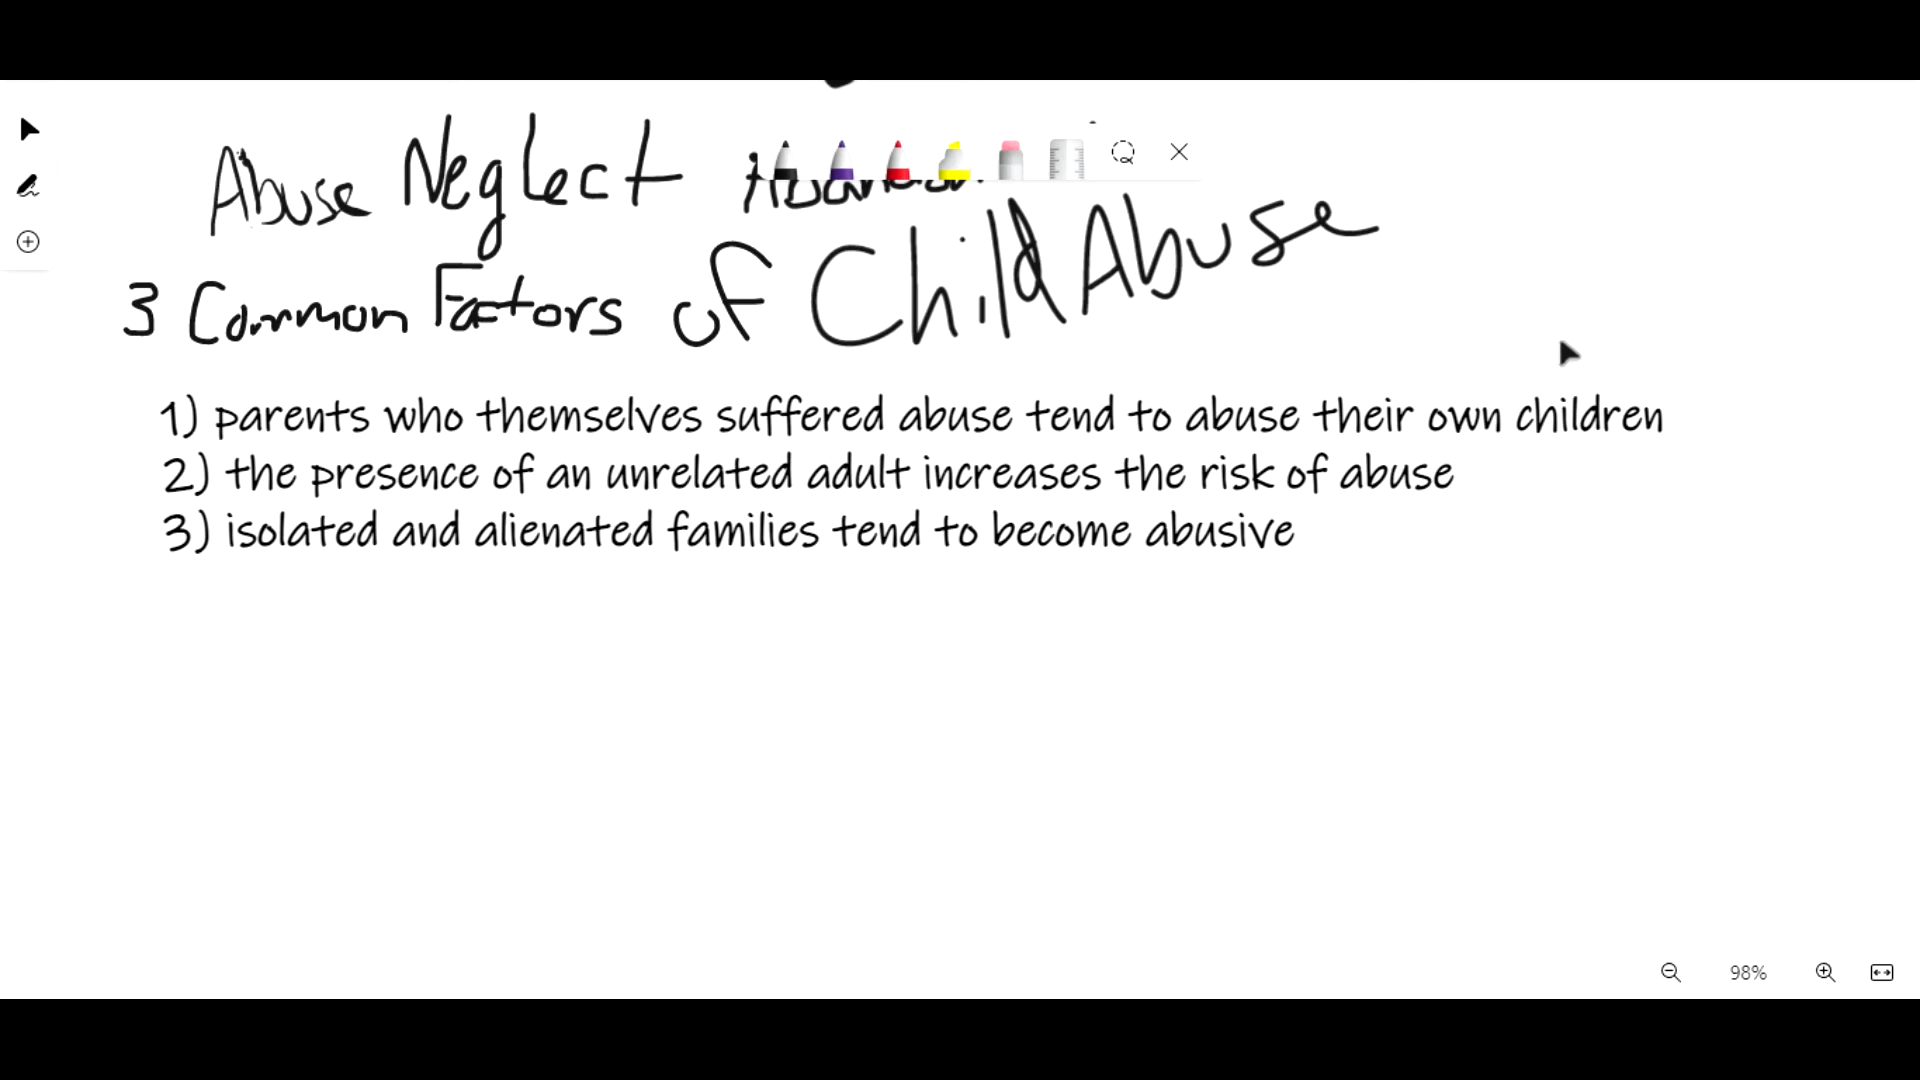 Abuse Neglect
3 Common Factors of Child Abuse
1) parents who themselves suffered abuse tend to abuse their own children
2) the presence of an unrelated adult increases the risk of abuse
3) isolated and alienated families tend to become abusive
98%